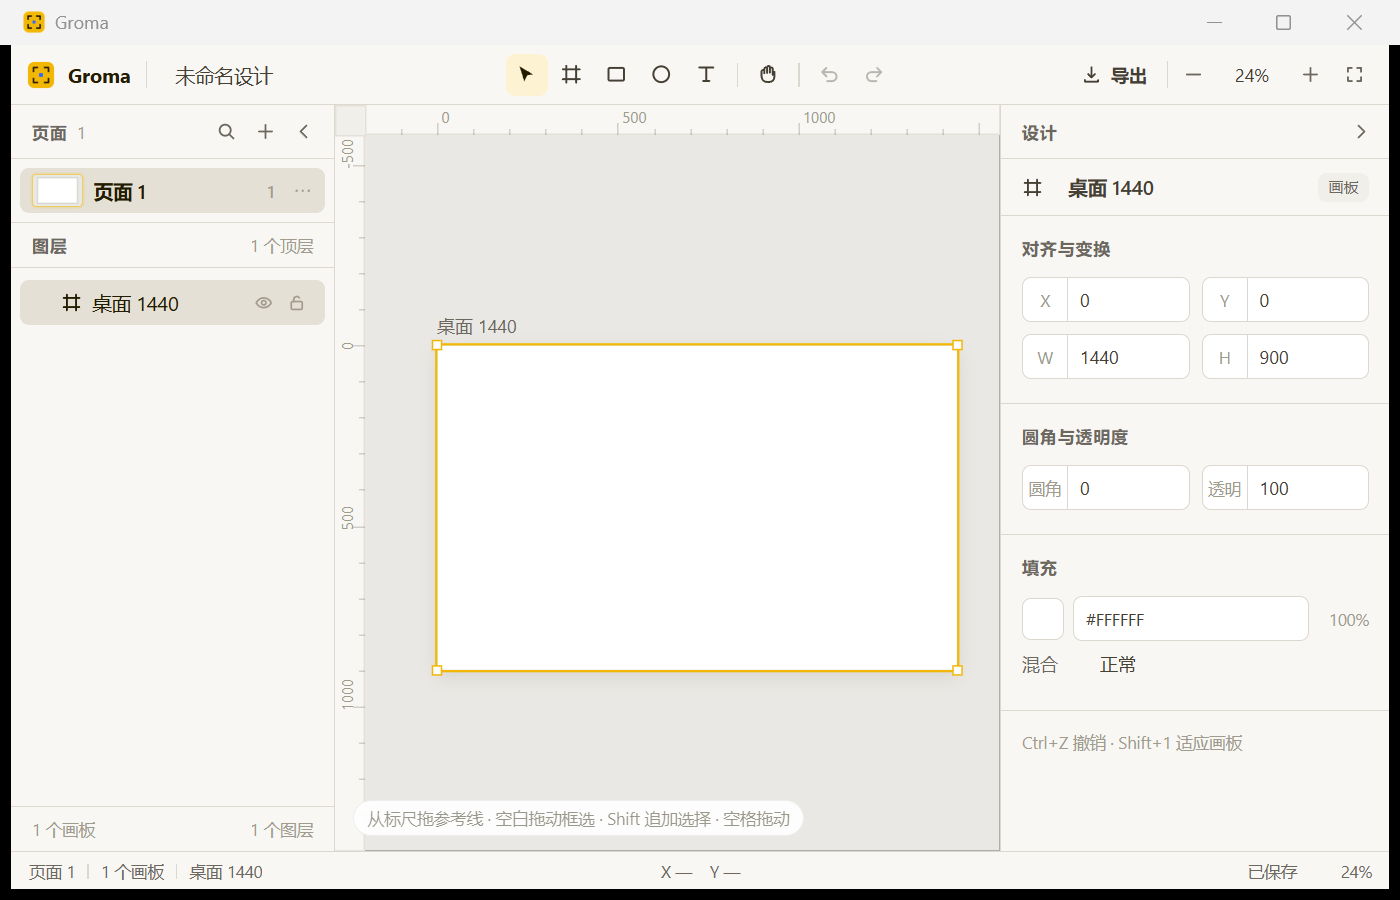 Groma
Groma
未命名设计
导出
24%
页面 1
页面 1
1
图层
1 个顶层
桌面 1440
1 个画板
1 个图层
0
500
1000
-500
0
500
1000
桌面 1440
从标尺拖参考线 · 空白拖动框选 · Shift 追加选择 · 空格拖动
设计
桌面 1440
画板
对齐与变换
X 0
Y 0
W 1440
H 900
圆角与透明度
圆角 0
透明 100
填充
#FFFFFF
100%
混合 正常
Ctrl+Z 撤销 · Shift+1 适应画板
页面 1
1 个画板
桌面 1440
X — Y —
已保存
24%